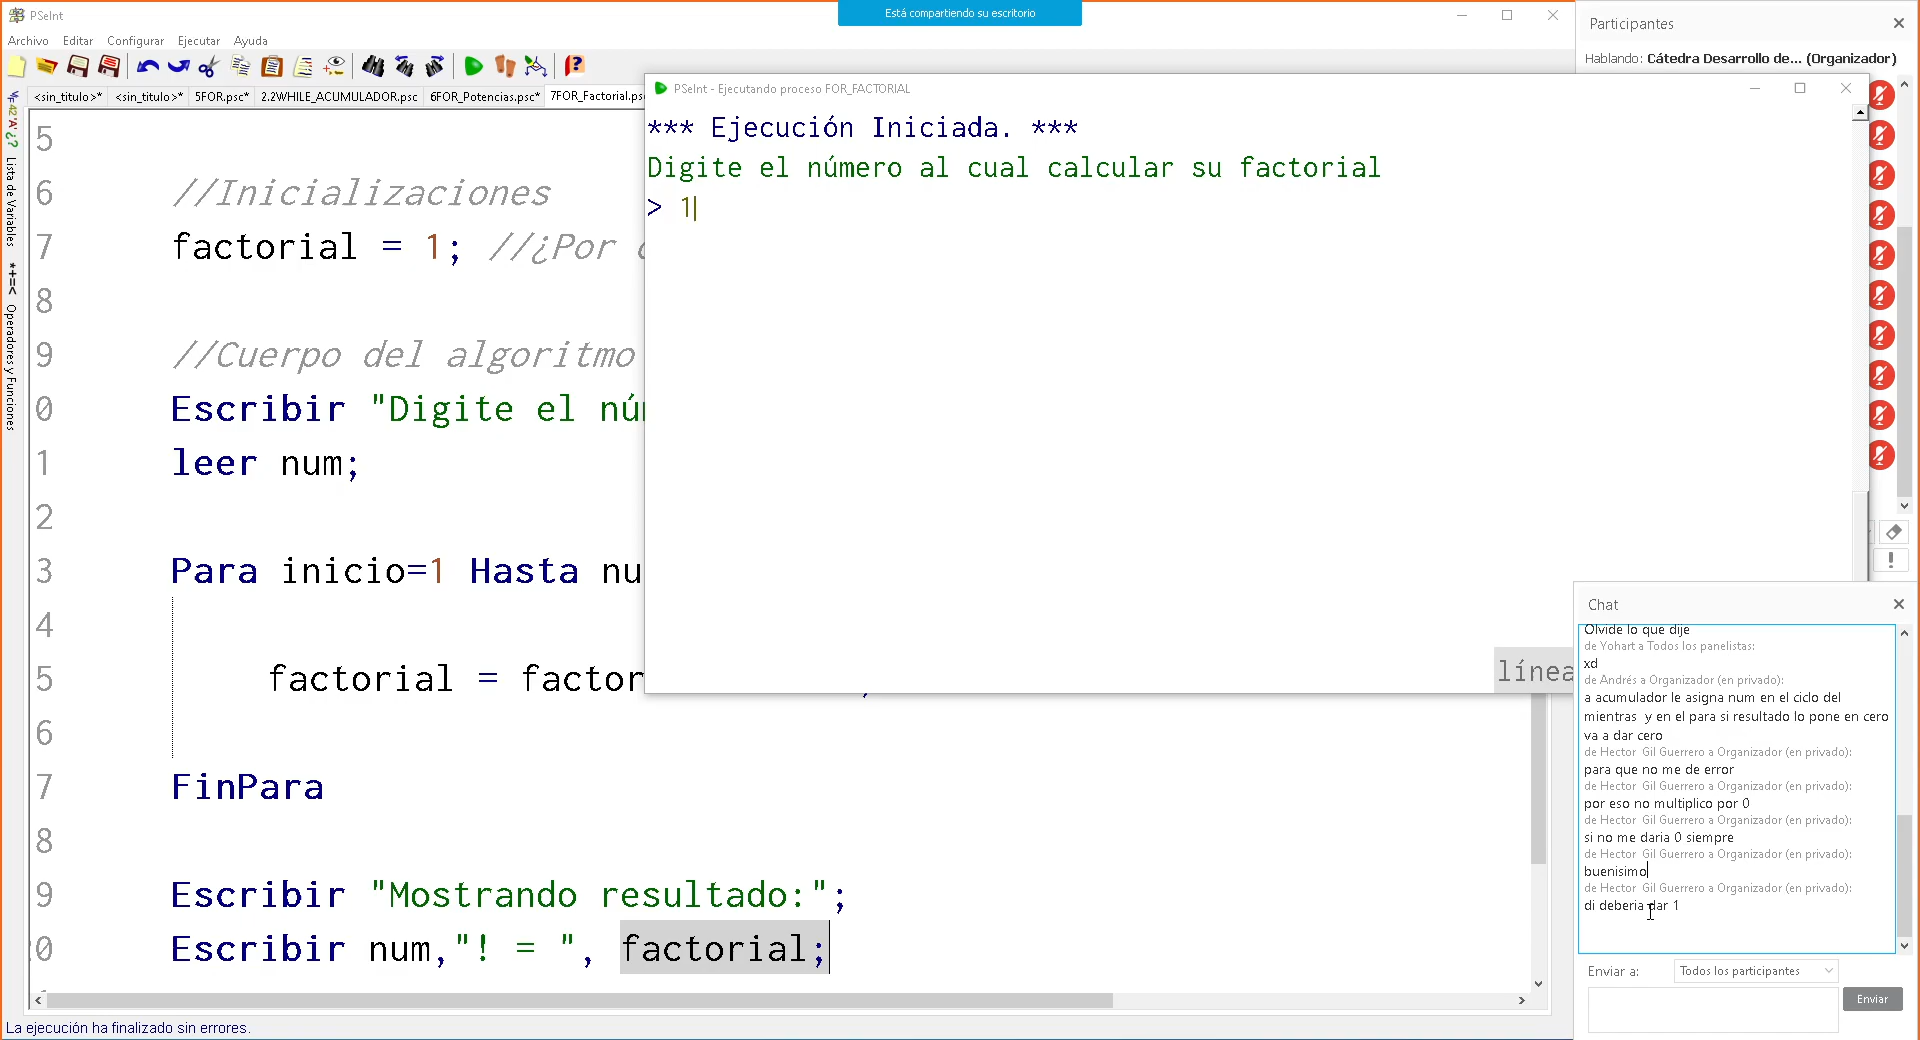 PSeInt
Está compartiendo su escritorio
Archivo Editar Configurar Ejecutar Ayuda
<sin_titulo>* <sin_titulo>* 5FOR.psc* 2.2WHILE_ACUMULADOR.psc 6FOR_Potencias.psc* 7FOR_Factorial.psc
Lista de Variables
*+=< Operadores y Funciones
5
6 //Inicializaciones
7 factorial = 1; //¿Por
8
9 //Cuerpo del algoritmo
0 Escribir "Digite el núm
1 leer num;
2
3 Para inicio=1 Hasta nu
4
5 factorial = factor
6
7 FinPara
8
9 Escribir "Mostrando resultado:";
0 Escribir num,"! = ", factorial;
La ejecución ha finalizado sin errores.
PSeInt - Ejecutando proceso FOR_FACTORIAL
*** Ejecución Iniciada. ***
Digite el número al cual calcular su factorial
> 1
línea
Participantes
Hablando: Cátedra Desarrollo de... (Organizador)
Chat
Olvide lo que dije
de Yohart a Todos los panelistas:
xd
de Andrés a Organizador (en privado):
a acumulador le asigna num en el ciclo del
mientras y en el para si resultado lo pone en cero
va a dar cero
de Hector Gil Guerrero a Organizador (en privado):
para que no me de error
de Hector Gil Guerrero a Organizador (en privado):
por eso no multiplico por 0
de Hector Gil Guerrero a Organizador (en privado):
si no me daria 0 siempre
de Hector Gil Guerrero a Organizador (en privado):
buenisimo
de Hector Gil Guerrero a Organizador (en privado):
di deberia dar 1
Enviar a: Todos los participantes
Enviar